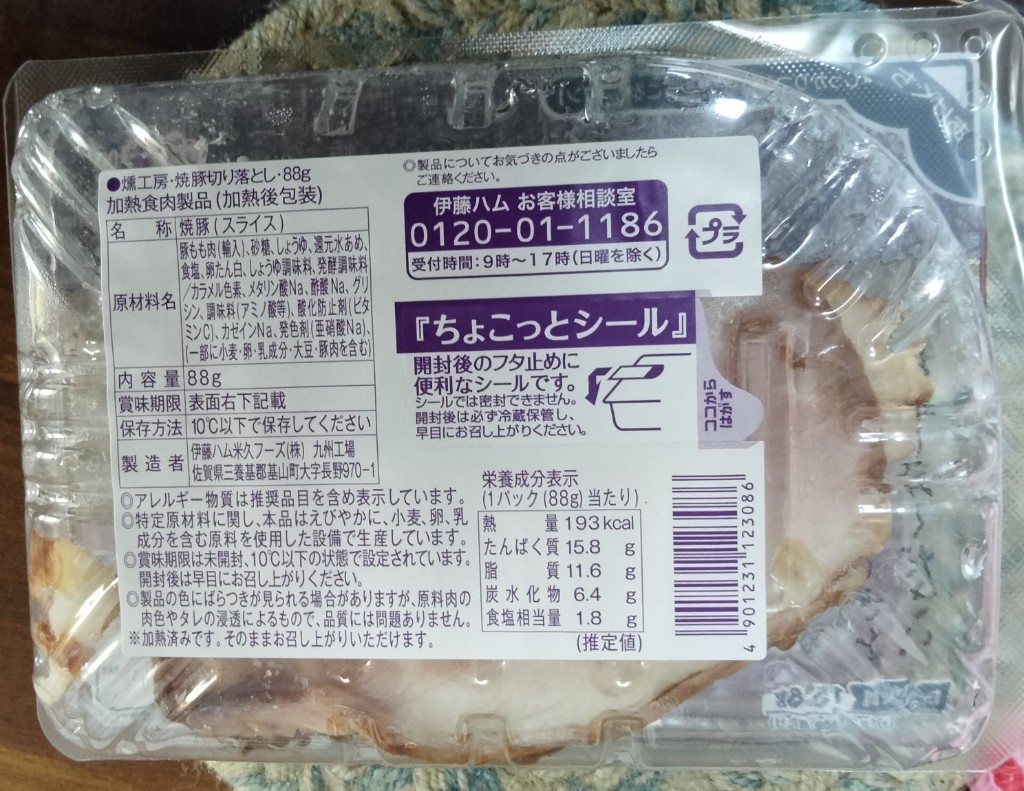 ●燻工房・焼豚切り落とし・88g
加熱食肉製品(加熱後包装)
名称 焼豚(スライス)
原材料名 豚もも肉(輸入)、砂糖、しょうゆ、還元水あめ、
食塩、卵たん白、しょうゆ調味料、発酵調味料
/カラメル色素、メタリン酸Na、酢酸Na、グリ
シン、調味料(アミノ酸等)、酸化防止剤(ビタ
ミンC)、カゼインNa、発色剤(亜硝酸Na)、
(一部に小麦・卵・乳成分・大豆・豚肉を含む)
内容量 88g
賞味期限 表面右下記載
保存方法 10℃以下で保存してください
製造者 伊藤ハム米久フーズ(株) 九州工場
佐賀県三養基郡基山町大字長野970-1
◎アレルギー物質は推奨品目を含め表示しています。
◎特定原材料に関し、本品はえびやかに、小麦、卵、乳
成分を含む原料を使用した設備で生産しています。
◎賞味期限は未開封、10℃以下の状態で設定されています。
開封後は早目にお召し上がりください。
◎製品の色にばらつきが見られる場合がありますが、原料肉の
肉色やタレの浸透によるもので、品質には問題ありません。
※加熱済みです。そのままお召し上がりいただけます。
◎製品についてお気づきの点がございましたら
ご連絡ください。
伊藤ハム お客様相談室
0120-01-1186
受付時間:9時〜17時(日曜を除く)
プラ
『ちょこっとシール』
開封後のフタ止めに
便利なシールです。
シールでは密封できません。
開封後は必ず冷蔵保管し、
早目にお召し上がりください。
ココから
はがす
栄養成分表示
(1パック(88g)当たり)
熱量 193kcal
たんぱく質 15.8 g
脂質 11.6 g
炭水化物 6.4 g
食塩相当量 1.8 g
(推定値)
4 901231 123086